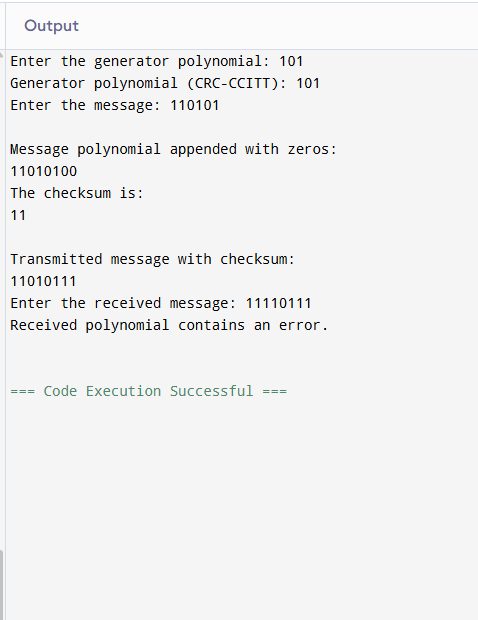 Output
Enter the generator polynomial: 101
Generator polynomial (CRC-CCITT): 101
Enter the message: 110101
Message polynomial appended with zeros:
11010100
The checksum is:
11
Transmitted message with checksum:
11010111
Enter the received message: 11110111
Received polynomial contains an error.
=== Code Execution Successful ===